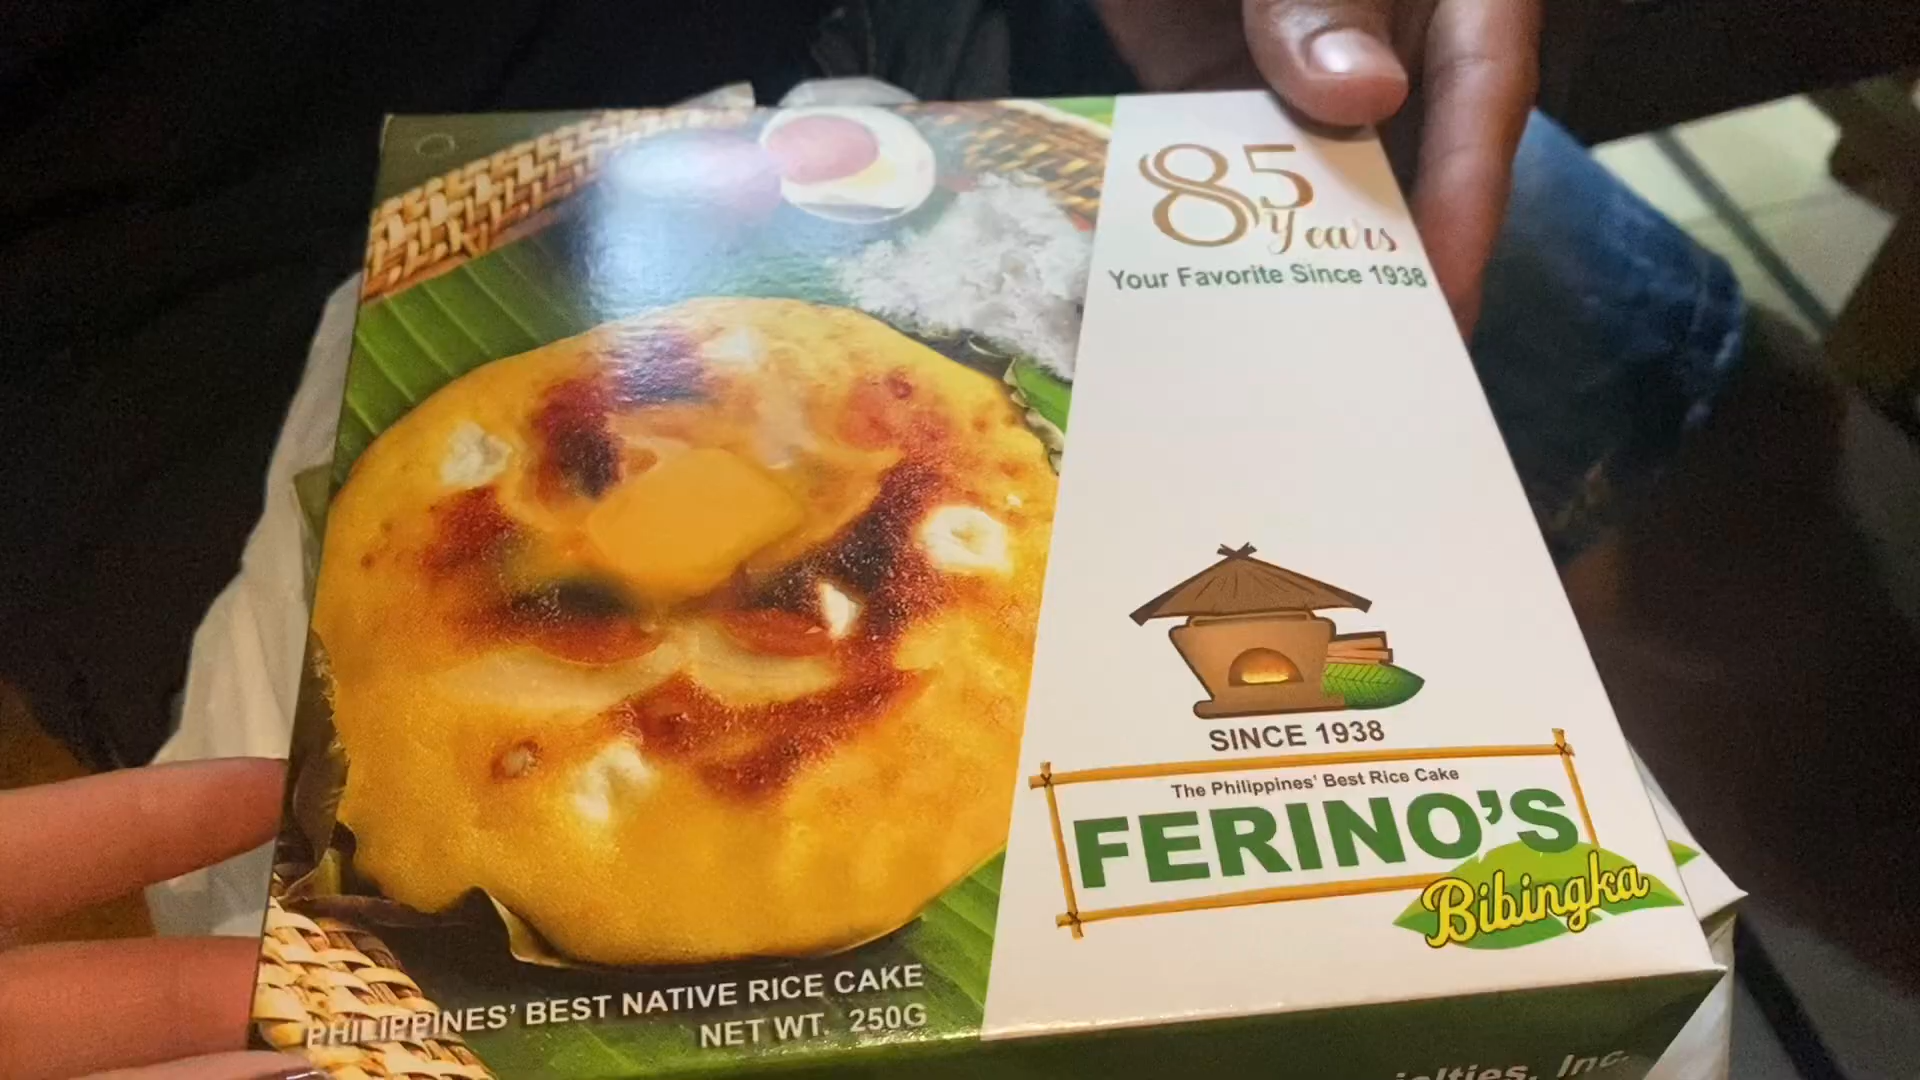 85
Years
Your Favorite Since 1938
SINCE 1938
The Philippines' Best Rice Cake
FERINO'S
Bibingka
PHILIPPINES' BEST NATIVE RICE CAKE
NET WT. 250G
Inc.